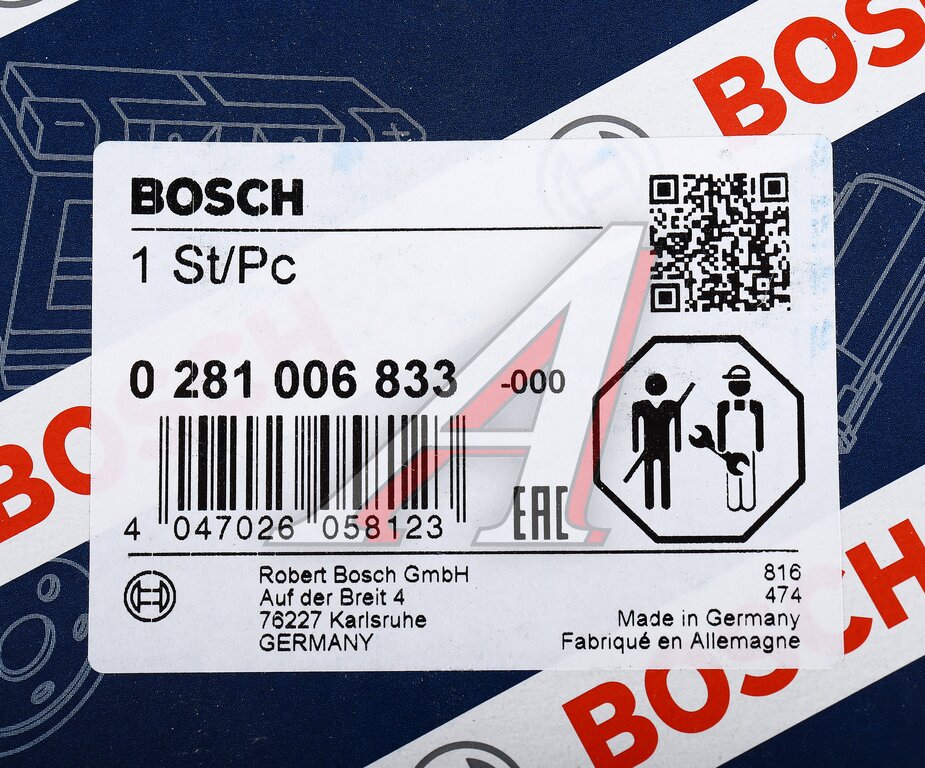 BOSCH
BOSCH
1 St/Pc
BOSCH
0 281 006 833 -000
BOSCH
4 047026 058123
EAC
Robert Bosch GmbH
Auf der Breit 4
76227 Karlsruhe
GERMANY
816
474
Made in Germany
Fabriqué en Allemagne
BOSCH